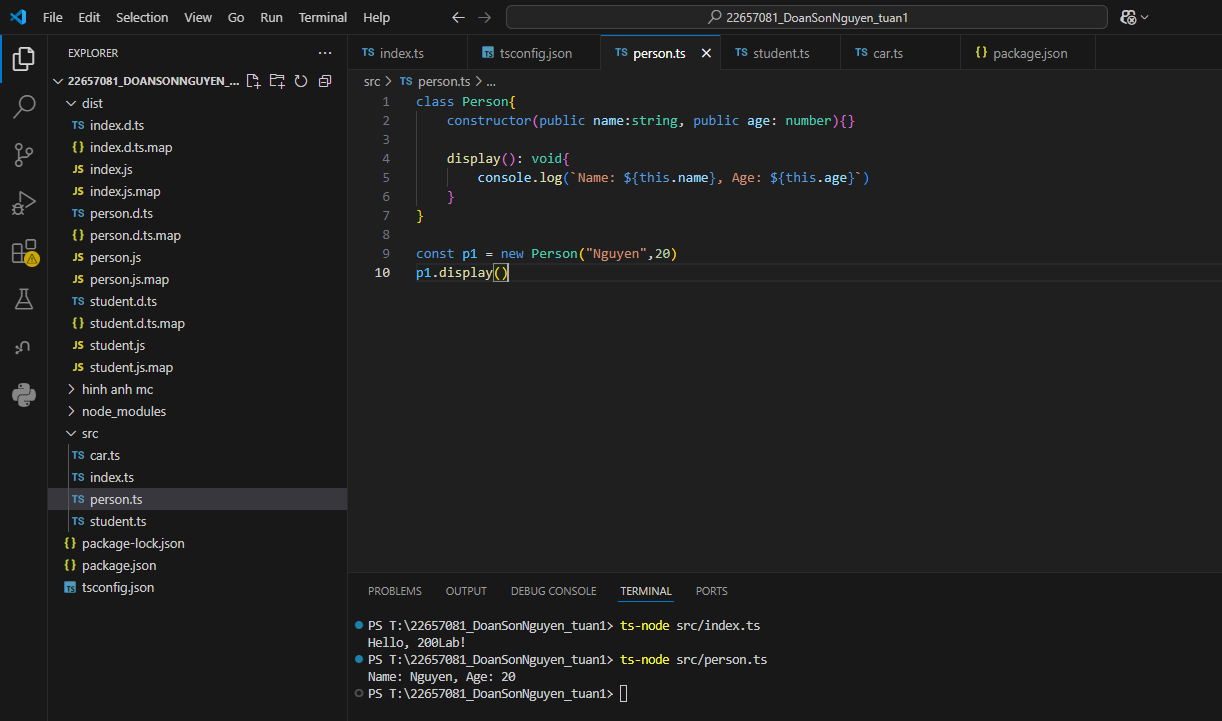 File Edit Selection View Go Run Terminal Help
22657081_DoanSonNguyen_tuan1
EXPLORER
22657081_DOANSONNGUYEN_...
dist
TS index.d.ts
{} index.d.ts.map
JS index.js
JS index.js.map
TS person.d.ts
{} person.d.ts.map
JS person.js
JS person.js.map
TS student.d.ts
{} student.d.ts.map
JS student.js
JS student.js.map
hinh anh mc
node_modules
src
TS car.ts
TS index.ts
TS person.ts
TS student.ts
{} package-lock.json
{} package.json
TS tsconfig.json
TS index.ts TS tsconfig.json TS person.ts TS student.ts TS car.ts {} package.json
src > TS person.ts > ...
1 class Person{
2     constructor(public name:string, public age: number){}
3
4     display(): void{
5         console.log(`Name: ${this.name}, Age: ${this.age}`)
6     }
7 }
8
9 const p1 = new Person("Nguyen",20)
10 p1.display()
PROBLEMS OUTPUT DEBUG CONSOLE TERMINAL PORTS
PS T:\22657081_DoanSonNguyen_tuan1> ts-node src/index.ts
Hello, 200Lab!
PS T:\22657081_DoanSonNguyen_tuan1> ts-node src/person.ts
Name: Nguyen, Age: 20
PS T:\22657081_DoanSonNguyen_tuan1>